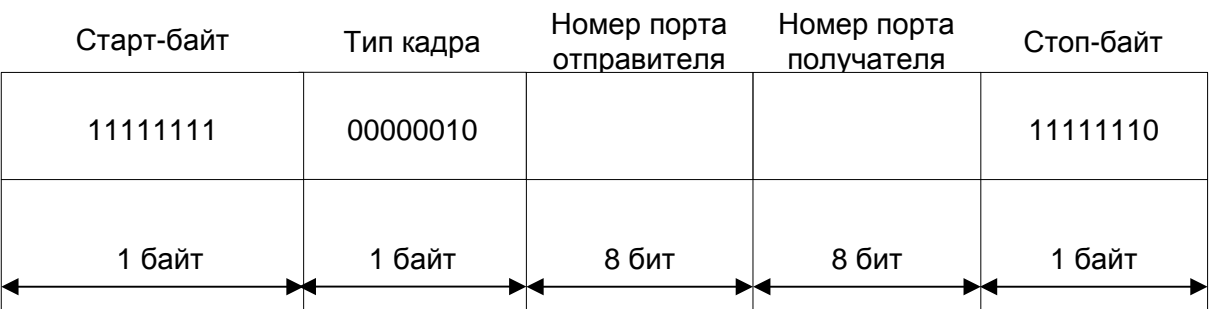 Старт-байт
Тип кадра
Номер порта
отправителя
Номер порта
получателя
Стоп-байт
11111111
00000010
11111110
1 байт
1 байт
8 бит
8 бит
1 байт